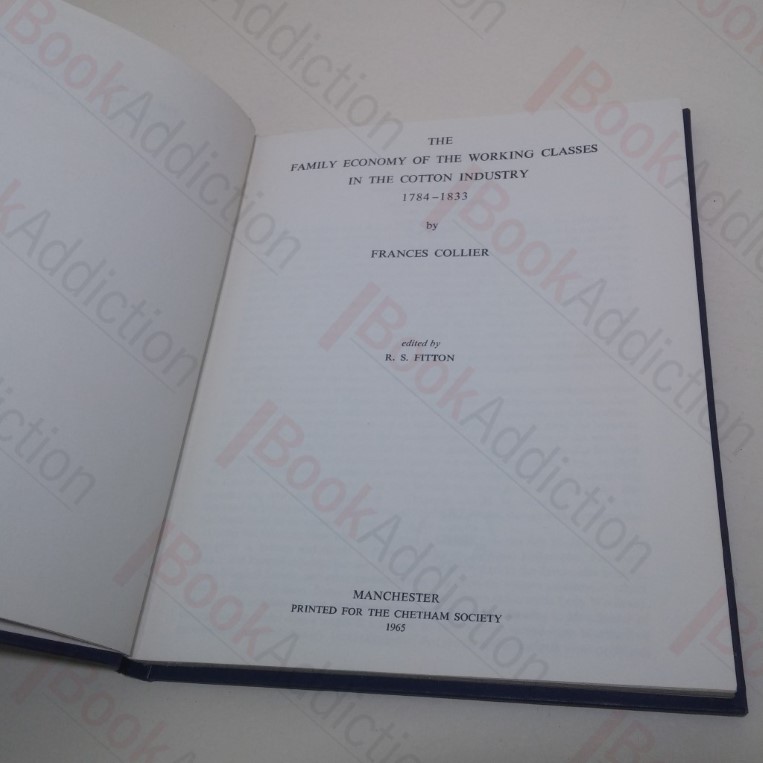 THE
FAMILY ECONOMY OF THE WORKING CLASSES
IN THE COTTON INDUSTRY
1784–1833
by
FRANCES COLLIER
edited by
R. S. FITTON
MANCHESTER
PRINTED FOR THE CHETHAM SOCIETY
1965
BookAddiction